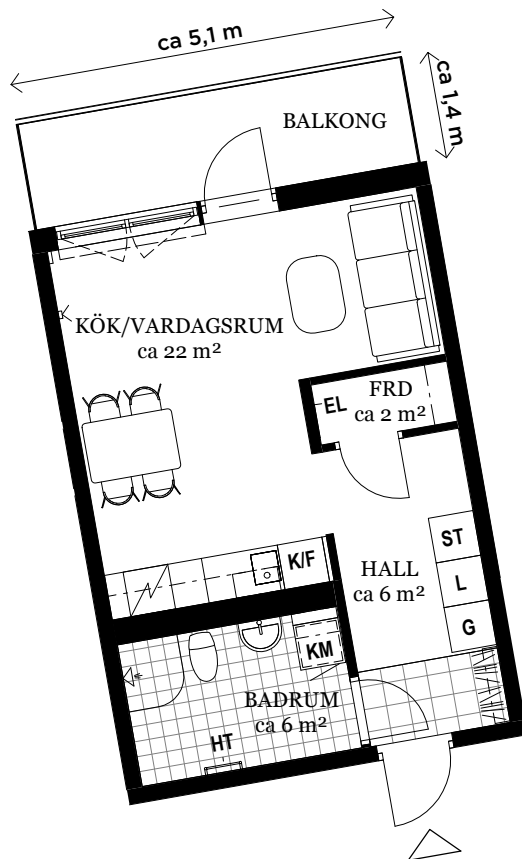 ca 5,1 m
ca 1,4 m
BALKONG
KÖK/VARDAGSRUM
ca 22 m²
FRD
ca 2 m²
EL
K/F
ST
L
G
HALL
ca 6 m²
KM
BADRUM
ca 6 m²
HT